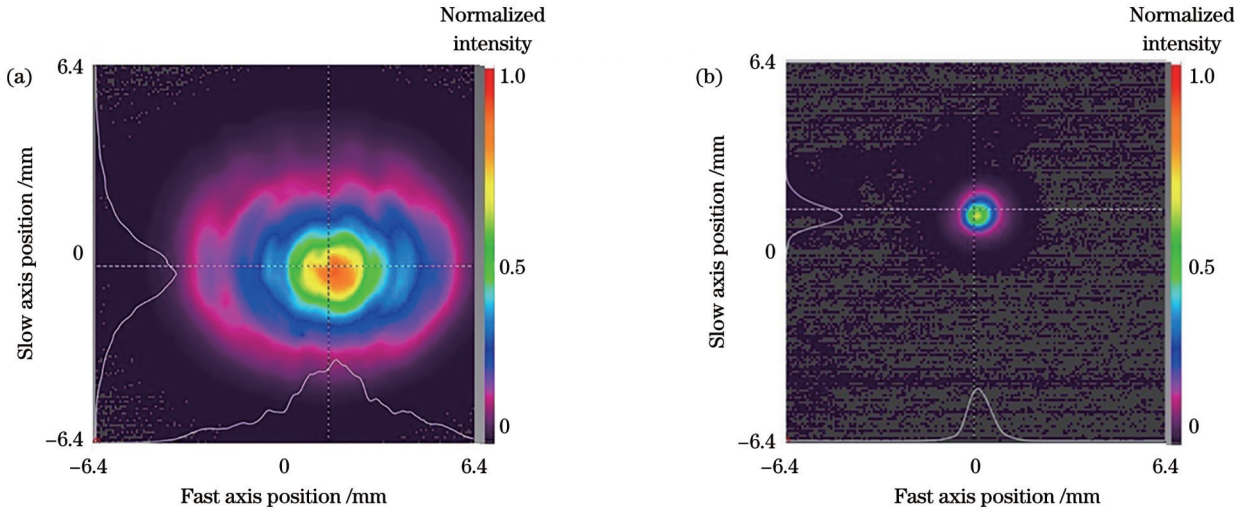 Normalized
intensity
(a)
6.4
1.0
Slow axis position /mm
0
0.5
0
−6.4
−6.4
0
6.4
Fast axis position /mm
Normalized
intensity
(b)
6.4
1.0
Slow axis position /mm
0
0.5
0
−6.4
−6.4
0
6.4
Fast axis position /mm